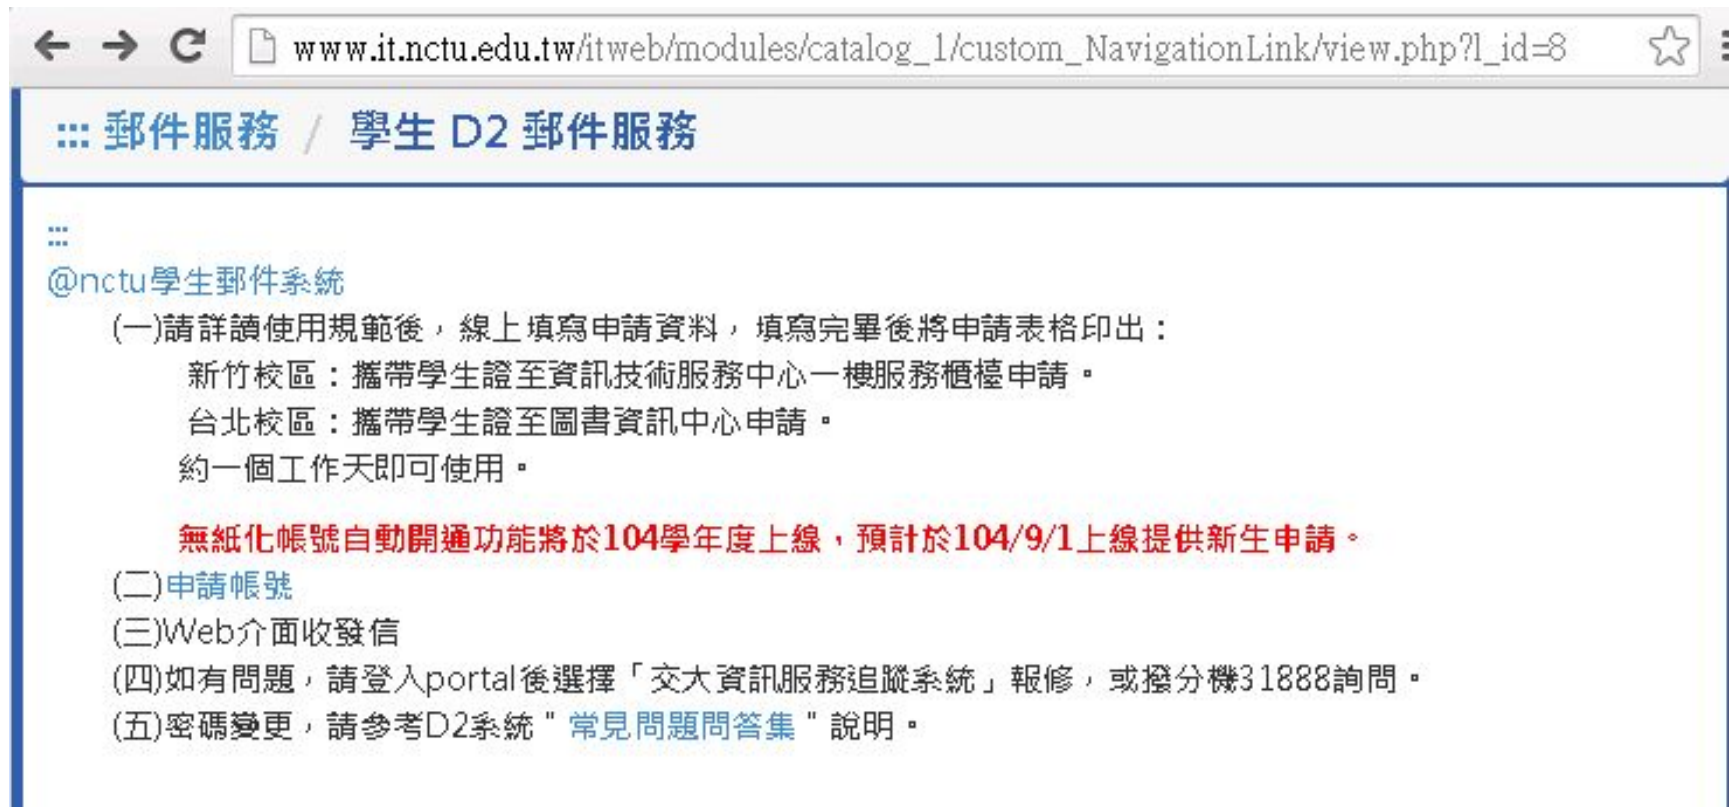 www.it.nctu.edu.tw/itweb/modules/catalog_1/custom_NavigationLink/view.php?l_id=8
::: 郵件服務 / 學生 D2 郵件服務
:::
@nctu學生郵件系統
(一)請詳讀使用規範後，線上填寫申請資料，填寫完畢後將申請表格印出：
新竹校區：攜帶學生證至資訊技術服務中心一樓服務櫃檯申請。
台北校區：攜帶學生證至圖書資訊中心申請。
約一個工作天即可使用。
無紙化帳號自動開通功能將於104學年度上線，預計於104/9/1上線提供新生申請。
(二)申請帳號
(三)Web介面收發信
(四)如有問題，請登入portal後選擇「交大資訊服務追蹤系統」報修，或撥分機31888詢問。
(五)密碼變更，請參考D2系統"常見問題問答集"說明。